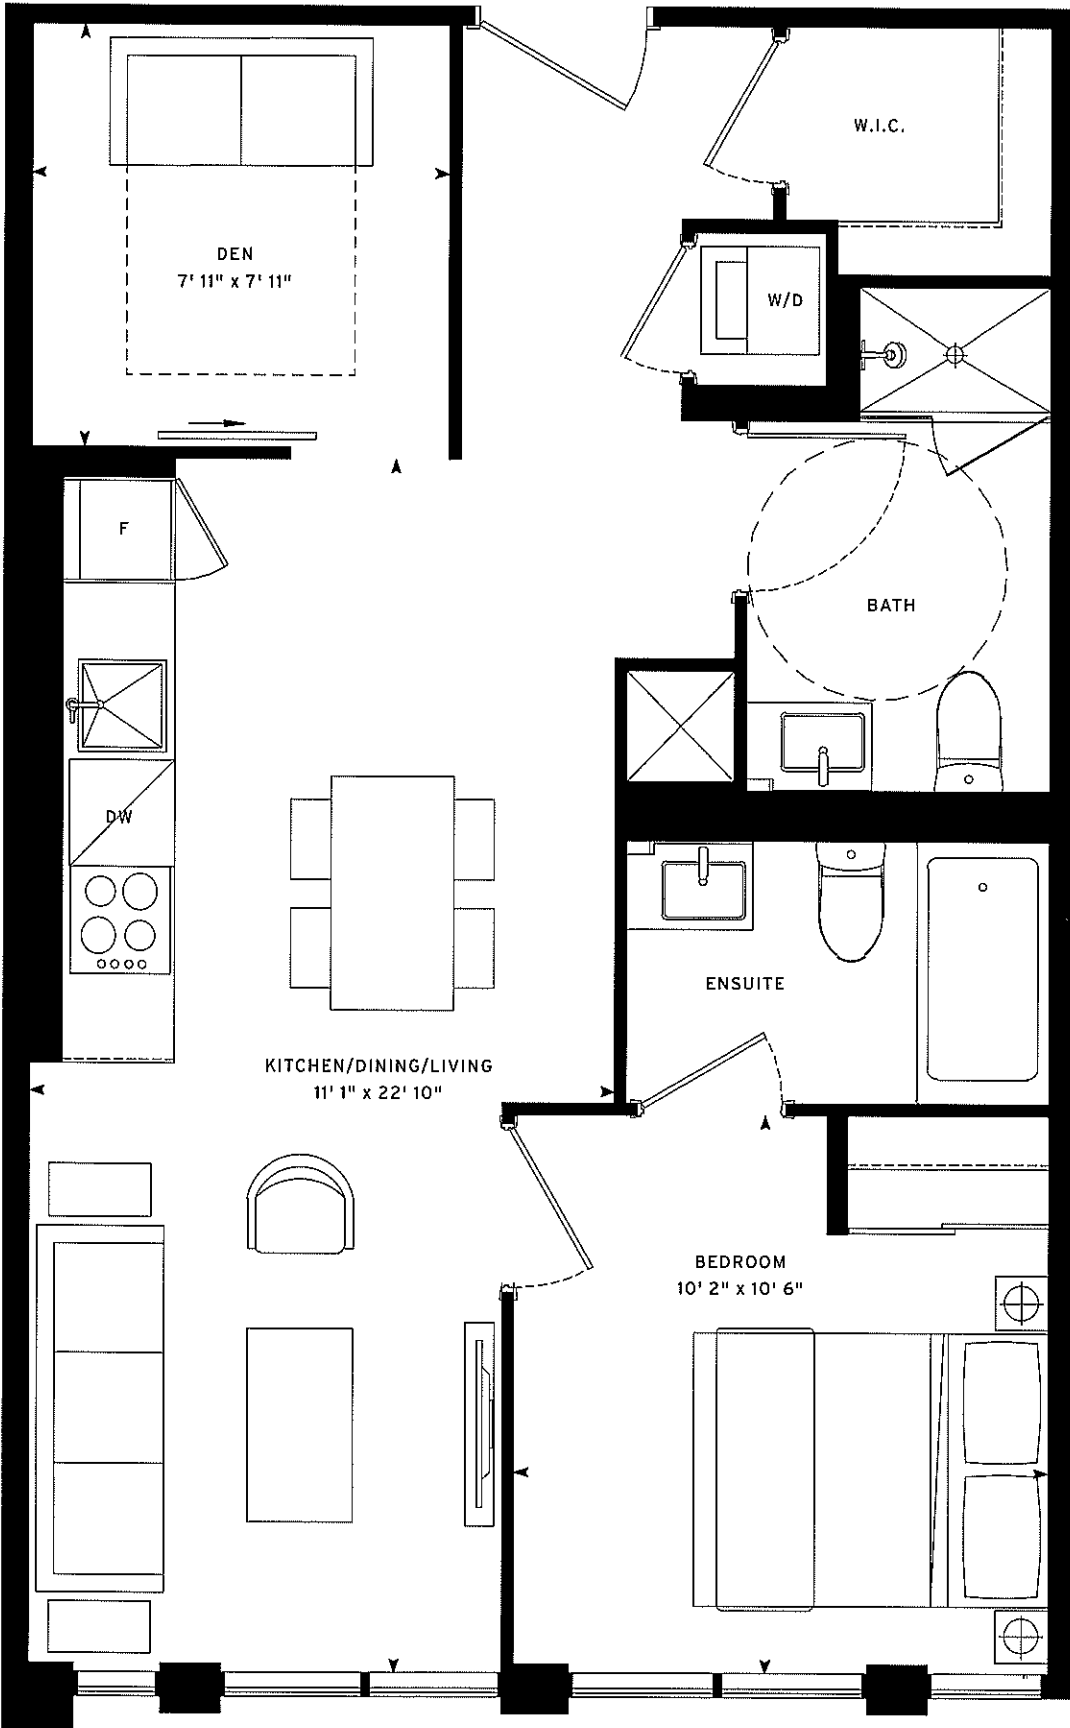 W.I.C.
DEN
7' 11" x 7' 11"
W/D
F
BATH
DW
ENSUITE
KITCHEN/DINING/LIVING
11' 1" x 22' 10"
BEDROOM
10' 2" x 10' 6"